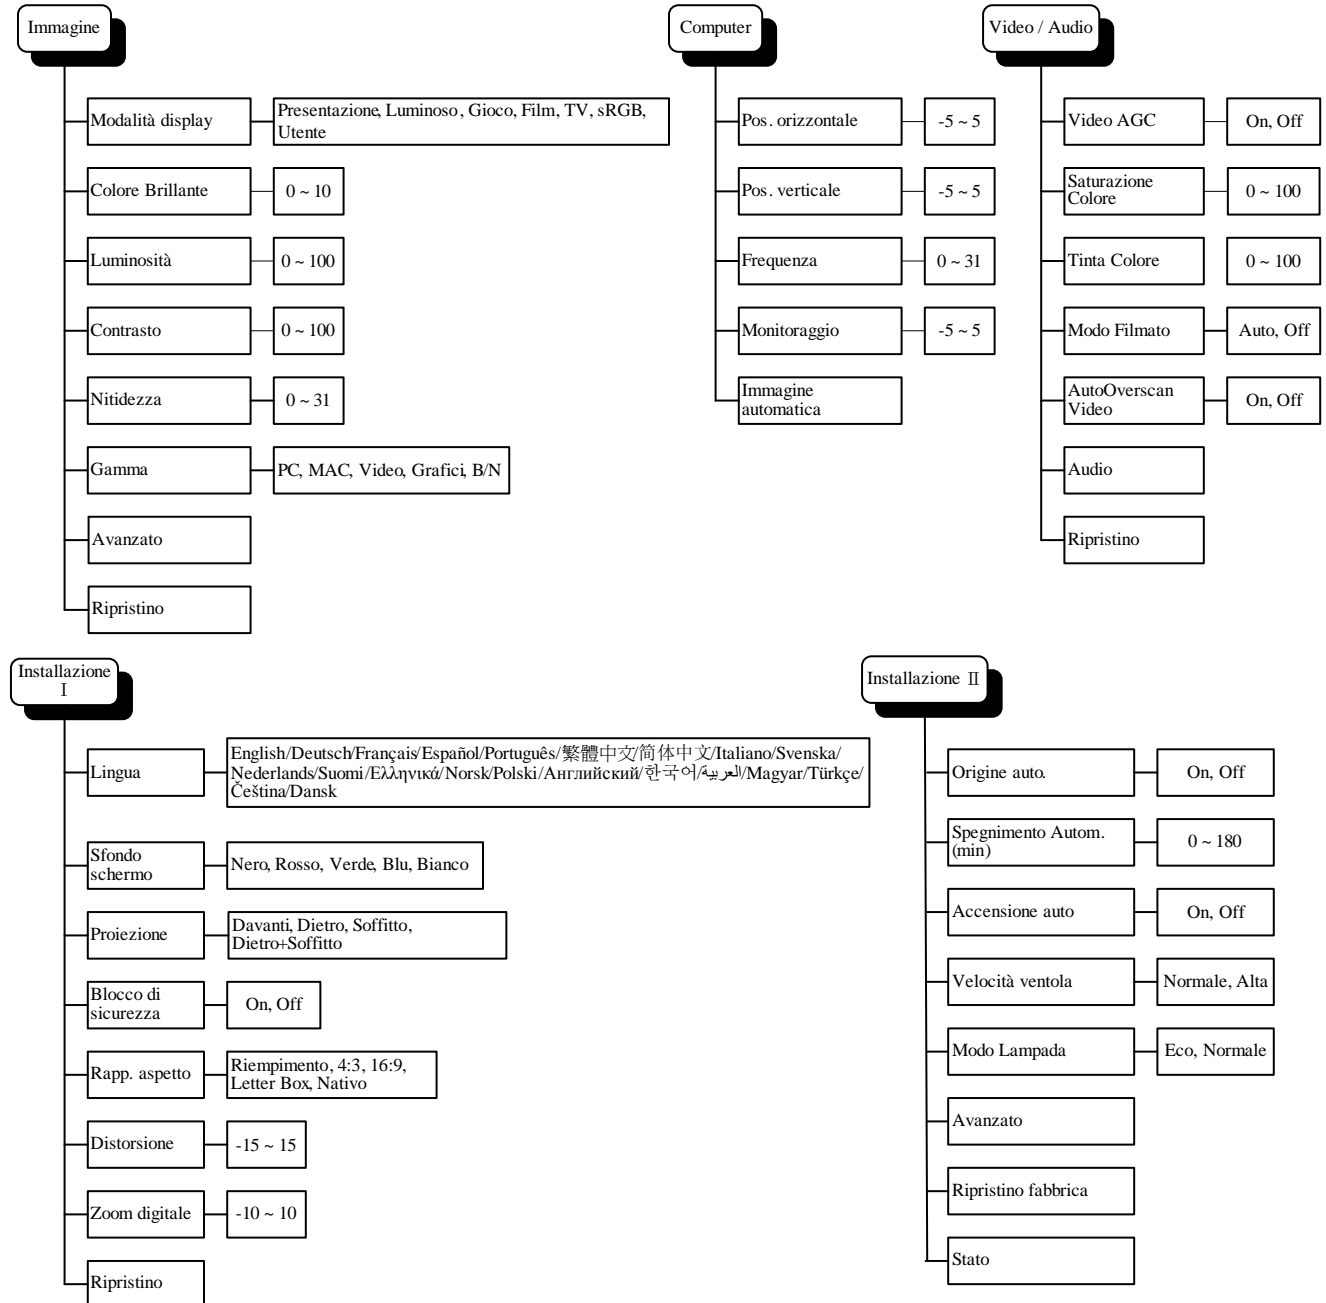 Immagine
Modalità display
Presentazione, Luminoso, Gioco, Film, TV, sRGB,
Utente
Colore Brillante
0 ~ 10
Luminosità
0 ~ 100
Contrasto
0 ~ 100
Nitidezza
0 ~ 31
Gamma
PC, MAC, Video, Grafici, B/N
Avanzato
Ripristino
Computer
Pos. orizzontale
-5 ~ 5
Pos. verticale
-5 ~ 5
Frequenza
0 ~ 31
Monitoraggio
-5 ~ 5
Immagine
automatica
Video / Audio
Video AGC
On, Off
Saturazione
Colore
0 ~ 100
Tinta Colore
0 ~ 100
Modo Filmato
Auto, Off
AutoOverscan
Video
On, Off
Audio
Ripristino
Installazione
I
Lingua
English/Deutsch/Français/Español/Português/繁體中文/简体中文/Italiano/Svenska/
Nederlands/Suomi/Ελληνικά/Norsk/Polski/Английский/한국어/العربية/Magyar/Türkçe/
Čeština/Dansk
Sfondo
schermo
Nero, Rosso, Verde, Blu, Bianco
Proiezione
Davanti, Dietro, Soffitto,
Dietro+Soffitto
Blocco di
sicurezza
On, Off
Rapp. aspetto
Riempimento, 4:3, 16:9,
Letter Box, Nativo
Distorsione
-15 ~ 15
Zoom digitale
-10 ~ 10
Ripristino
Installazione II
Origine auto.
On, Off
Spegnimento Autom.
(min)
0 ~ 180
Accensione auto
On, Off
Velocità ventola
Normale, Alta
Modo Lampada
Eco, Normale
Avanzato
Ripristino fabbrica
Stato